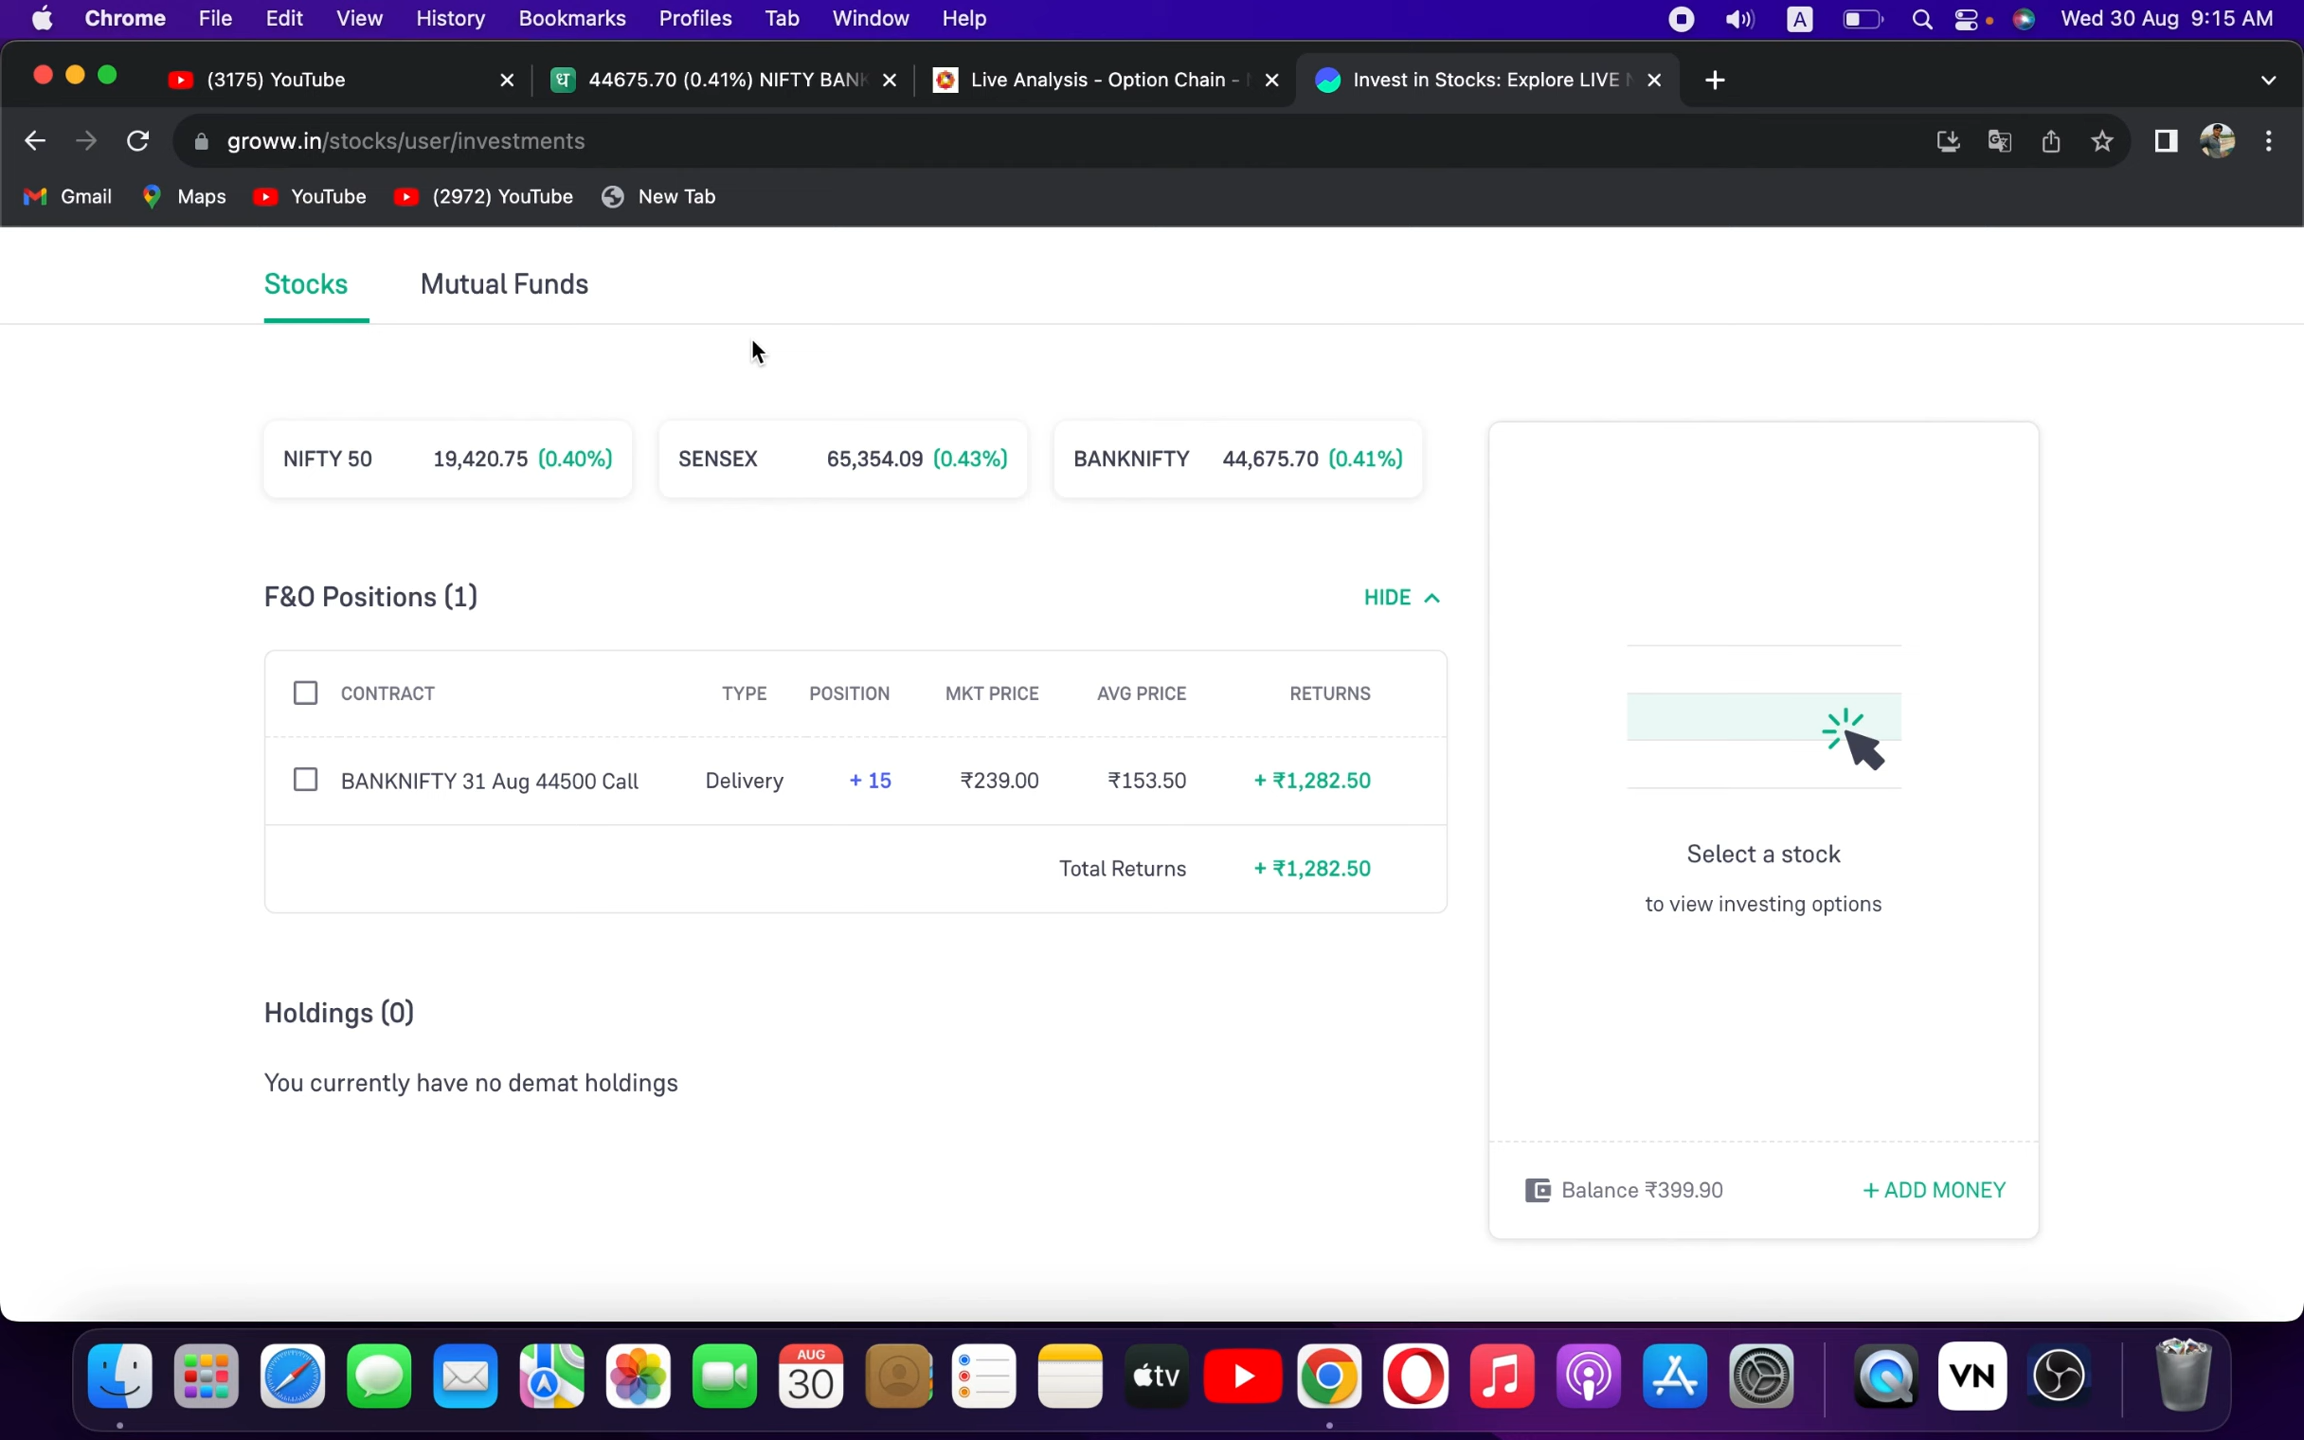 Chrome File Edit View History Bookmarks Profiles Tab Window Help A Wed 30 Aug 9:15 AM
(3175) YouTube
ध 44675.70 (0.41%) NIFTY BANK
Live Analysis - Option Chain -
Invest in Stocks: Explore LIVE
groww.in/stocks/user/investments
Gmail Maps YouTube (2972) YouTube New Tab
Stocks Mutual Funds
NIFTY 50 19,420.75 (0.40%)
SENSEX 65,354.09 (0.43%)
BANKNIFTY 44,675.70 (0.41%)
F&O Positions (1) HIDE
CONTRACT TYPE POSITION MKT PRICE AVG PRICE RETURNS
BANKNIFTY 31 Aug 44500 Call Delivery + 15 ₹239.00 ₹153.50 + ₹1,282.50
Total Returns + ₹1,282.50
Select a stock
to view investing options
Holdings (0)
You currently have no demat holdings
Balance ₹399.90 + ADD MONEY
AUG
30
tv
VN